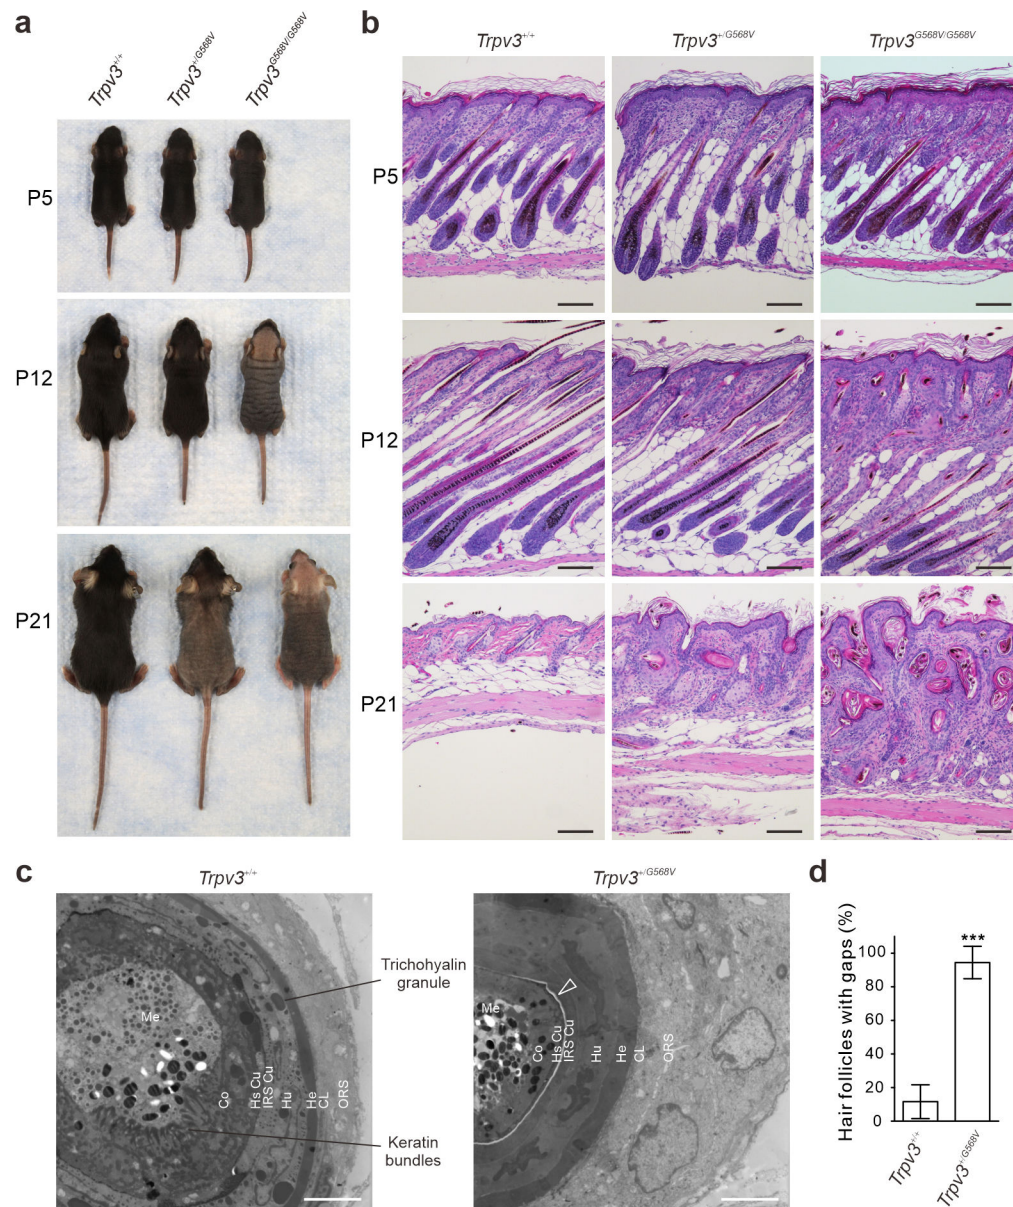 a
Trpv3+/+
Trpv3+/G568V
Trpv3G568V/G568V
P5
P12
P21
b
Trpv3+/+
Trpv3+/G568V
Trpv3G568V/G568V
P5
P12
P21
c
Trpv3+/+
Trpv3+/G568V
Me
Co
Hs Cu
IRS Cu
Hu
He
CL
ORS
Trichohyalin
granule
Keratin
bundles
Me
Co
Hs Cu
IRS Cu
Hu
He
CL
ORS
d
Hair follicles with gaps (%)
100
80
60
40
20
0
***
Trpv3+/+
Trpv3+/G568V